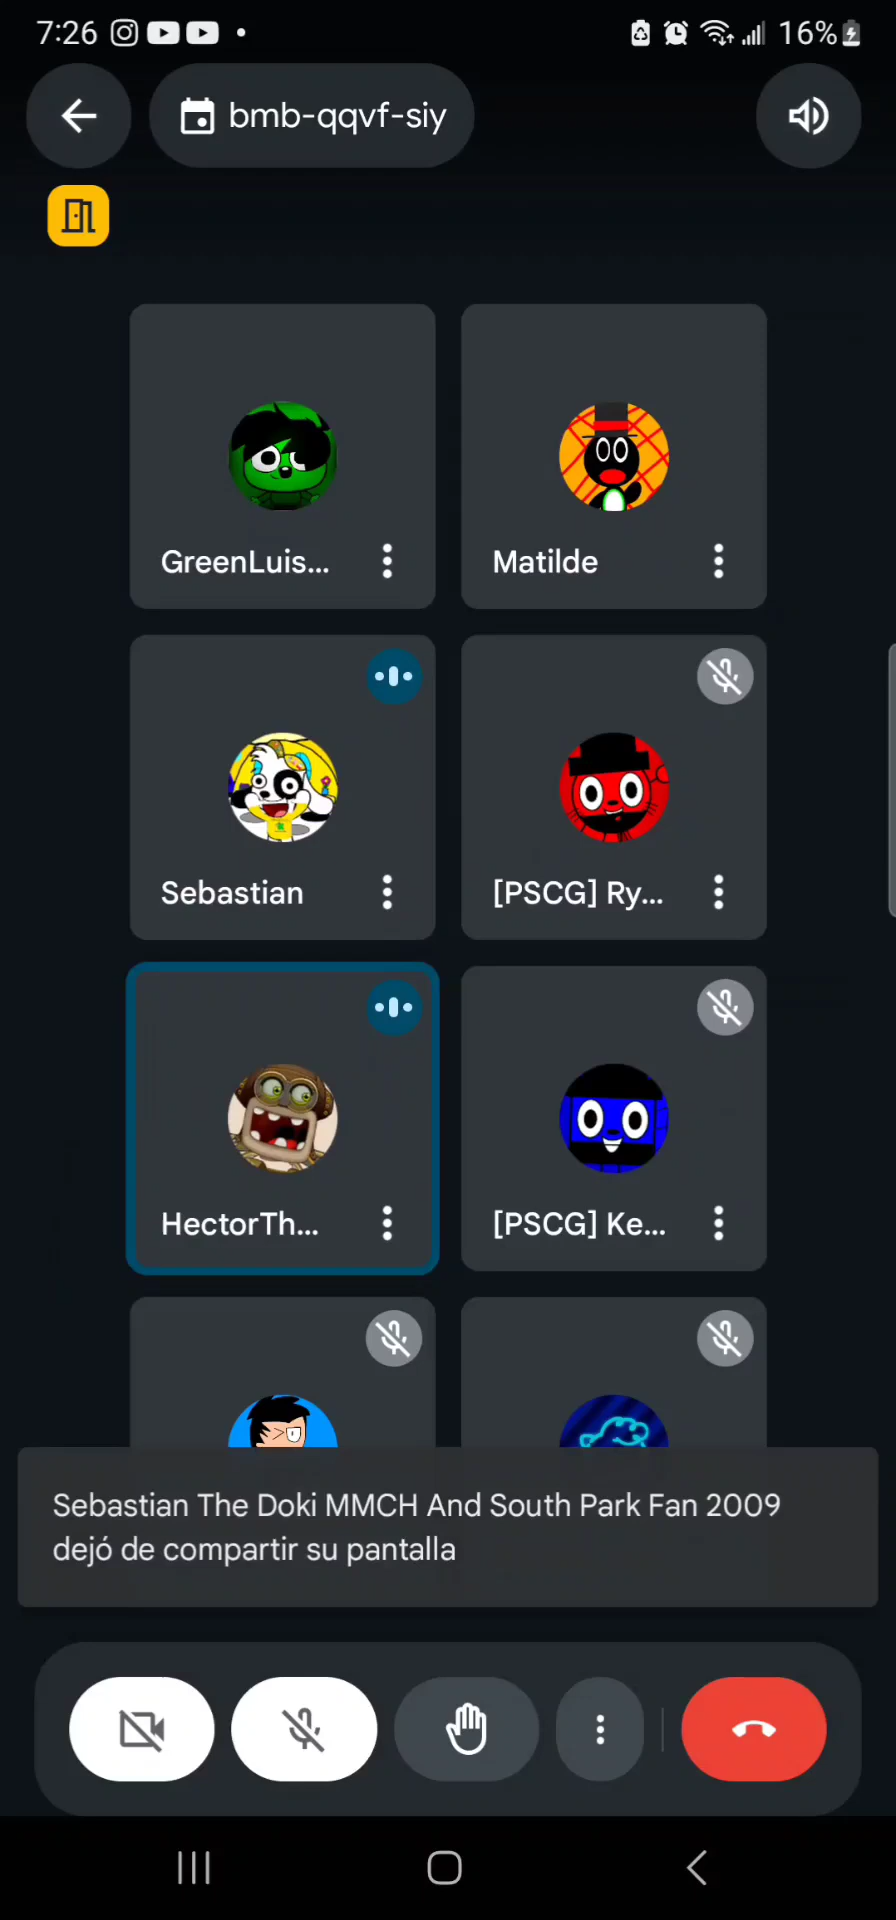 7:26
16%
bmb-qqvf-siy
GreenLuis...
Matilde
Sebastian
[PSCG] Ry...
HectorTh...
[PSCG] Ke...
Sebastian The Doki MMCH And South Park Fan 2009
dejó de compartir su pantalla